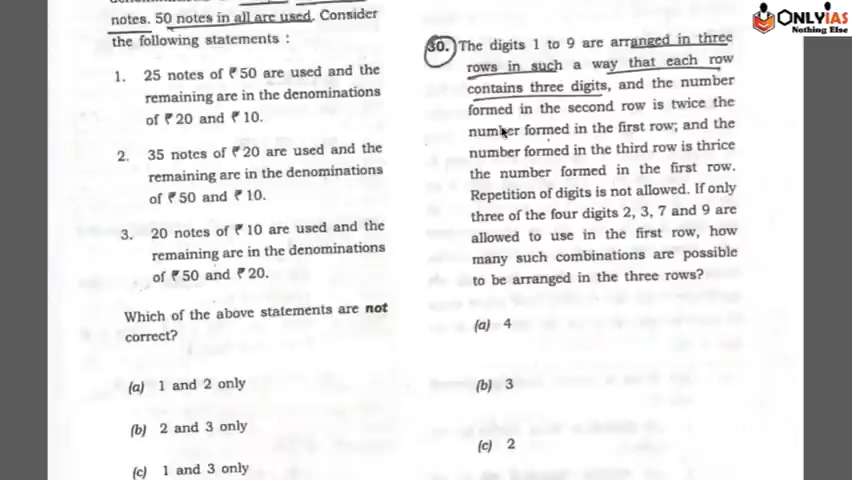 ONLYIAS
Nothing Else
notes. 50 notes in all are used. Consider
the following statements :
1. 25 notes of ₹50 are used and the
remaining are in the denominations
of ₹20 and ₹10.
2. 35 notes of ₹20 are used and the
remaining are in the denominations
of ₹50 and ₹10.
3. 20 notes of ₹10 are used and the
remaining are in the denominations
of ₹50 and ₹20.
Which of the above statements are not
correct?
(a) 1 and 2 only
(b) 2 and 3 only
(c) 1 and 3 only
30. The digits 1 to 9 are arranged in three
rows in such a way that each row
contains three digits, and the number
formed in the second row is twice the
number formed in the first row; and the
number formed in the third row is thrice
the number formed in the first row.
Repetition of digits is not allowed. If only
three of the four digits 2, 3, 7 and 9 are
allowed to use in the first row, how
many such combinations are possible
to be arranged in the three rows?
(a) 4
(b) 3
(c) 2